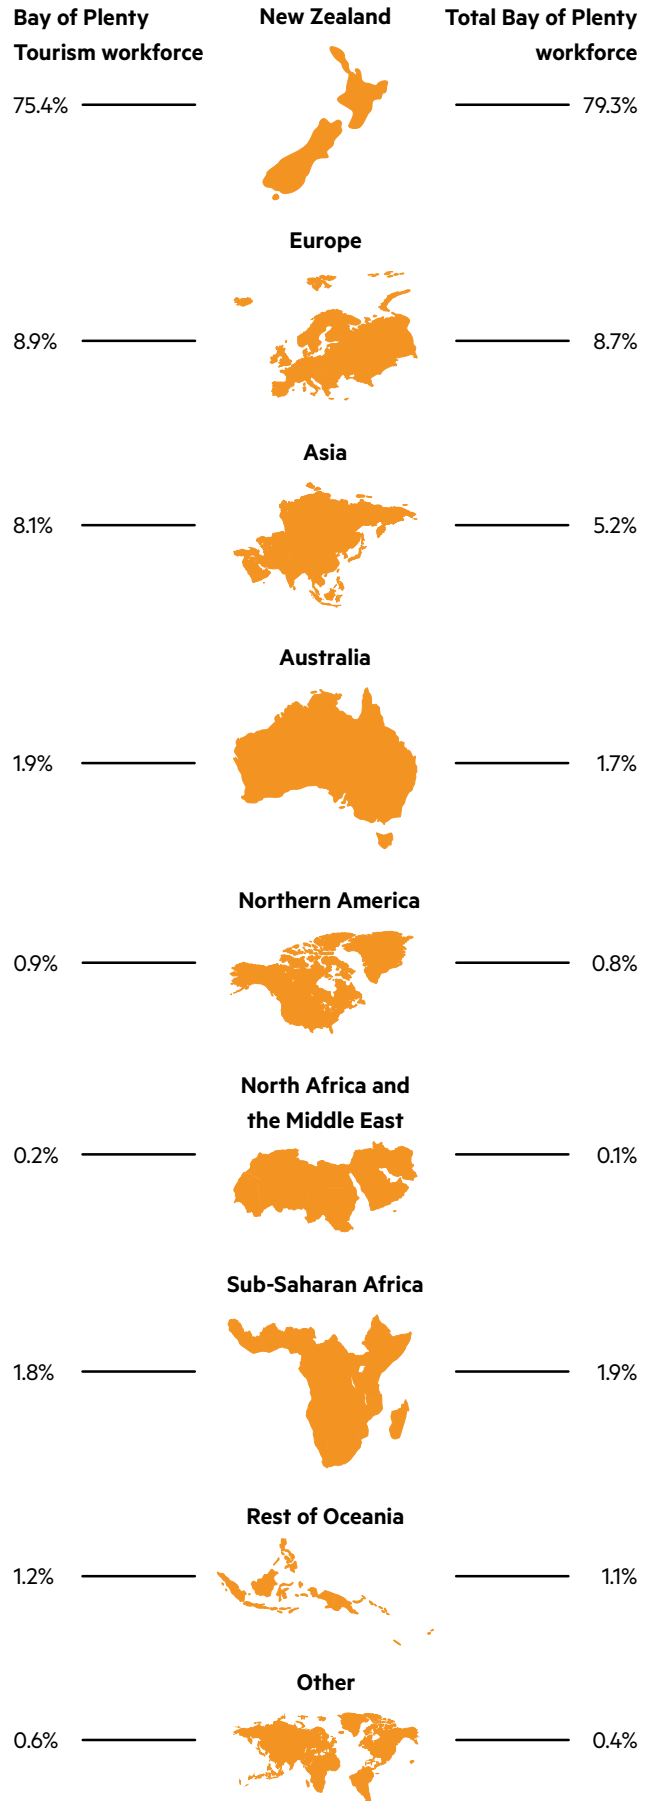 Bay of Plenty
Tourism workforce
New Zealand
Total Bay of Plenty
workforce
75.4%
79.3%
Europe
8.9%
8.7%
Asia
8.1%
5.2%
Australia
1.9%
1.7%
Northern America
0.9%
0.8%
North Africa and
the Middle East
0.2%
0.1%
Sub-Saharan Africa
1.8%
1.9%
Rest of Oceania
1.2%
1.1%
Other
0.6%
0.4%